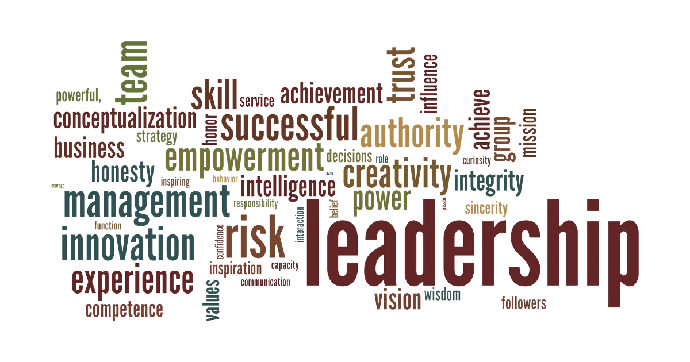 team
trust
influence
powerful,
skill
service
achievement
achieve
conceptualization
honor
successful
authority
group
mission
strategy
business
empowerment
decisions
role
curiosity
honesty
inspiring
behavior
intelligence
creativity
integrity
management
responsibility
power
belief
sincerity
function
interaction
leadership
innovation
confidence
risk
experience
inspiration
capacity
values
communication
vision
wisdom
competence
followers